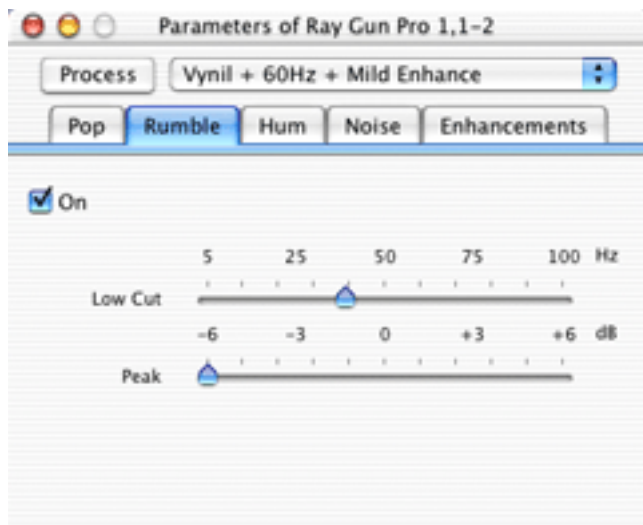 Parameters of Ray Gun Pro 1,1-2
Process Vynil + 60Hz + Mild Enhance
Pop Rumble Hum Noise Enhancements
On
5 25 50 75 100 Hz
Low Cut
-6 -3 0 +3 +6 dB
Peak